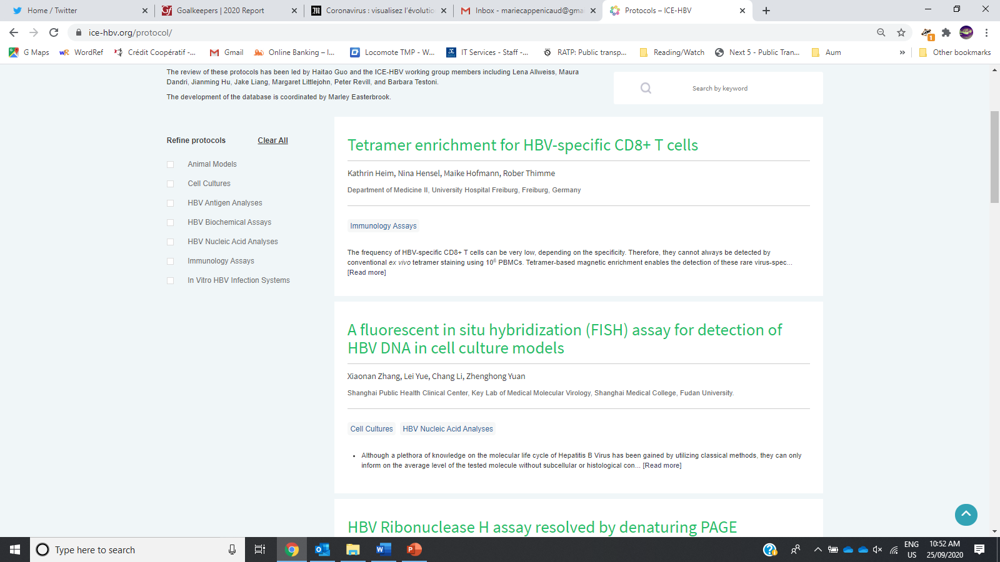 Home / Twitter
Goalkeepers | 2020 Report
Coronavirus : visualisez l'évolutio
Inbox - mariecappenicaud@gma
Protocols – ICE-HBV
ice-hbv.org/protocol/
G Maps
WordRef
Crédit Coopératif -...
Gmail
Online Banking – I...
Locomote TMP - W...
IT Services - Staff -...
RATP: Public transp...
Reading/Watch
Next 5 - Public Tran...
Aum
»
Other bookmarks
The review of these protocols has been led by Haitao Guo and the ICE-HBV working group members including Lena Allweiss, Maura
Dandri, Jianming Hu, Jake Liang, Margaret Littlejohn, Peter Revill, and Barbara Testoni.
The development of the database is coordinated by Marley Easterbrook.
Search by keyword
Refine protocols
Clear All
Animal Models
Cell Cultures
HBV Antigen Analyses
HBV Biochemical Assays
HBV Nucleic Acid Analyses
Immunology Assays
In Vitro HBV Infection Systems
Tetramer enrichment for HBV-specific CD8+ T cells
Kathrin Heim, Nina Hensel, Maike Hofmann, Rober Thimme
Department of Medicine II, University Hospital Freiburg, Freiburg, Germany
Immunology Assays
The frequency of HBV-specific CD8+ T cells can be very low, depending on the specificity. Therefore, they cannot always be detected by
conventional ex vivo tetramer staining using 10⁶ PBMCs. Tetramer-based magnetic enrichment enables the detection of these rare virus-spec...
[Read more]
A fluorescent in situ hybridization (FISH) assay for detection of
HBV DNA in cell culture models
Xiaonan Zhang, Lei Yue, Chang Li, Zhenghong Yuan
Shanghai Public Health Clinical Center, Key Lab of Medical Molecular Virology, Shanghai Medical College, Fudan University.
Cell Cultures
HBV Nucleic Acid Analyses
• Although a plethora of knowledge on the molecular life cycle of Hepatitis B Virus has been gained by utilizing classical methods, they can only
inform on the average level of the tested molecule without subcellular or histological con... [Read more]
HBV Ribonuclease H assay resolved by denaturing PAGE
Type here to search
ENG
US
10:52 AM
25/09/2020